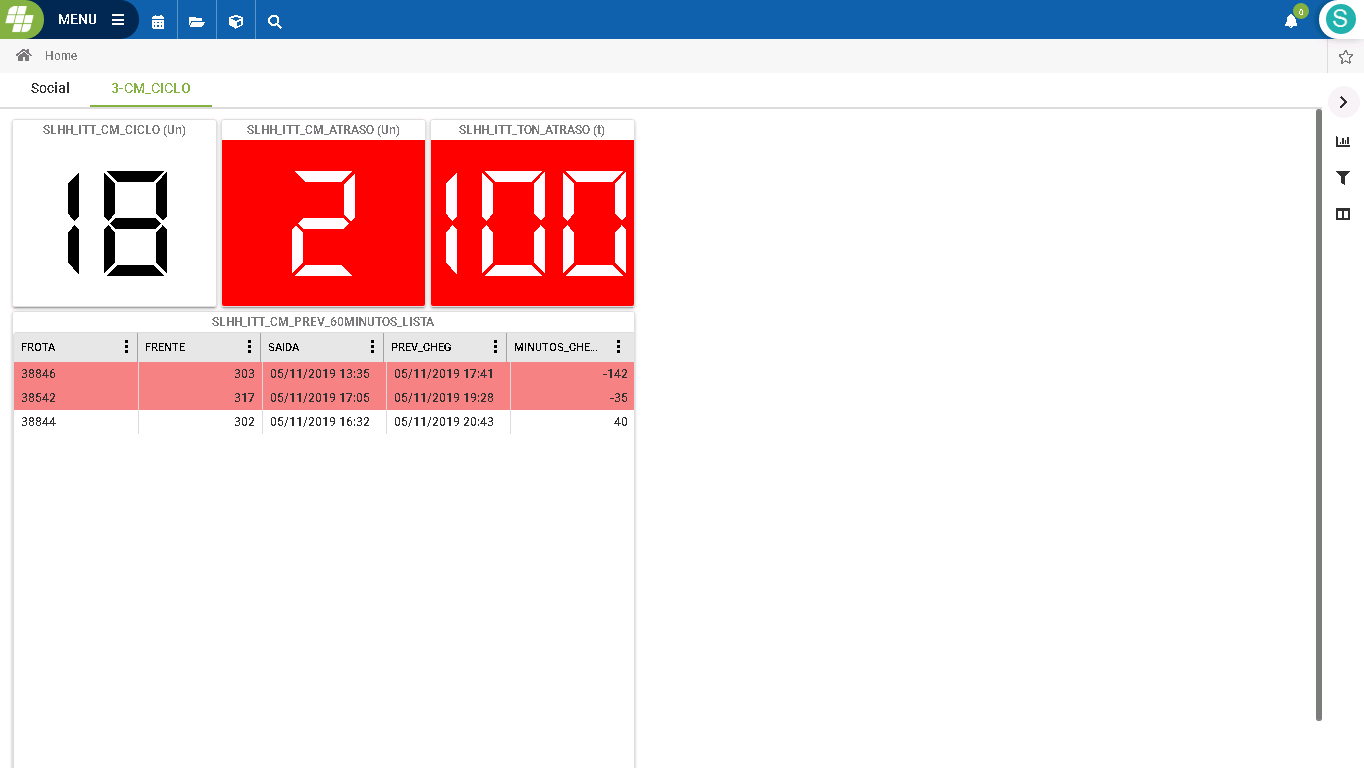 MENU
0
S
Home
Social
3-CM_CICLO
SLHH_ITT_CM_CICLO (Un)
SLHH_ITT_CM_ATRASO (Un)
SLHH_ITT_TON_ATRASO (t)
18
2
100
SLHH_ITT_CM_PREV_60MINUTOS_LISTA
FROTA FRENTE SAIDA PREV_CHEG MINUTOS_CHE...
38846 303 05/11/2019 13:35 05/11/2019 17:41 -142
38542 317 05/11/2019 17:05 05/11/2019 19:28 -35
38844 302 05/11/2019 16:32 05/11/2019 20:43 40